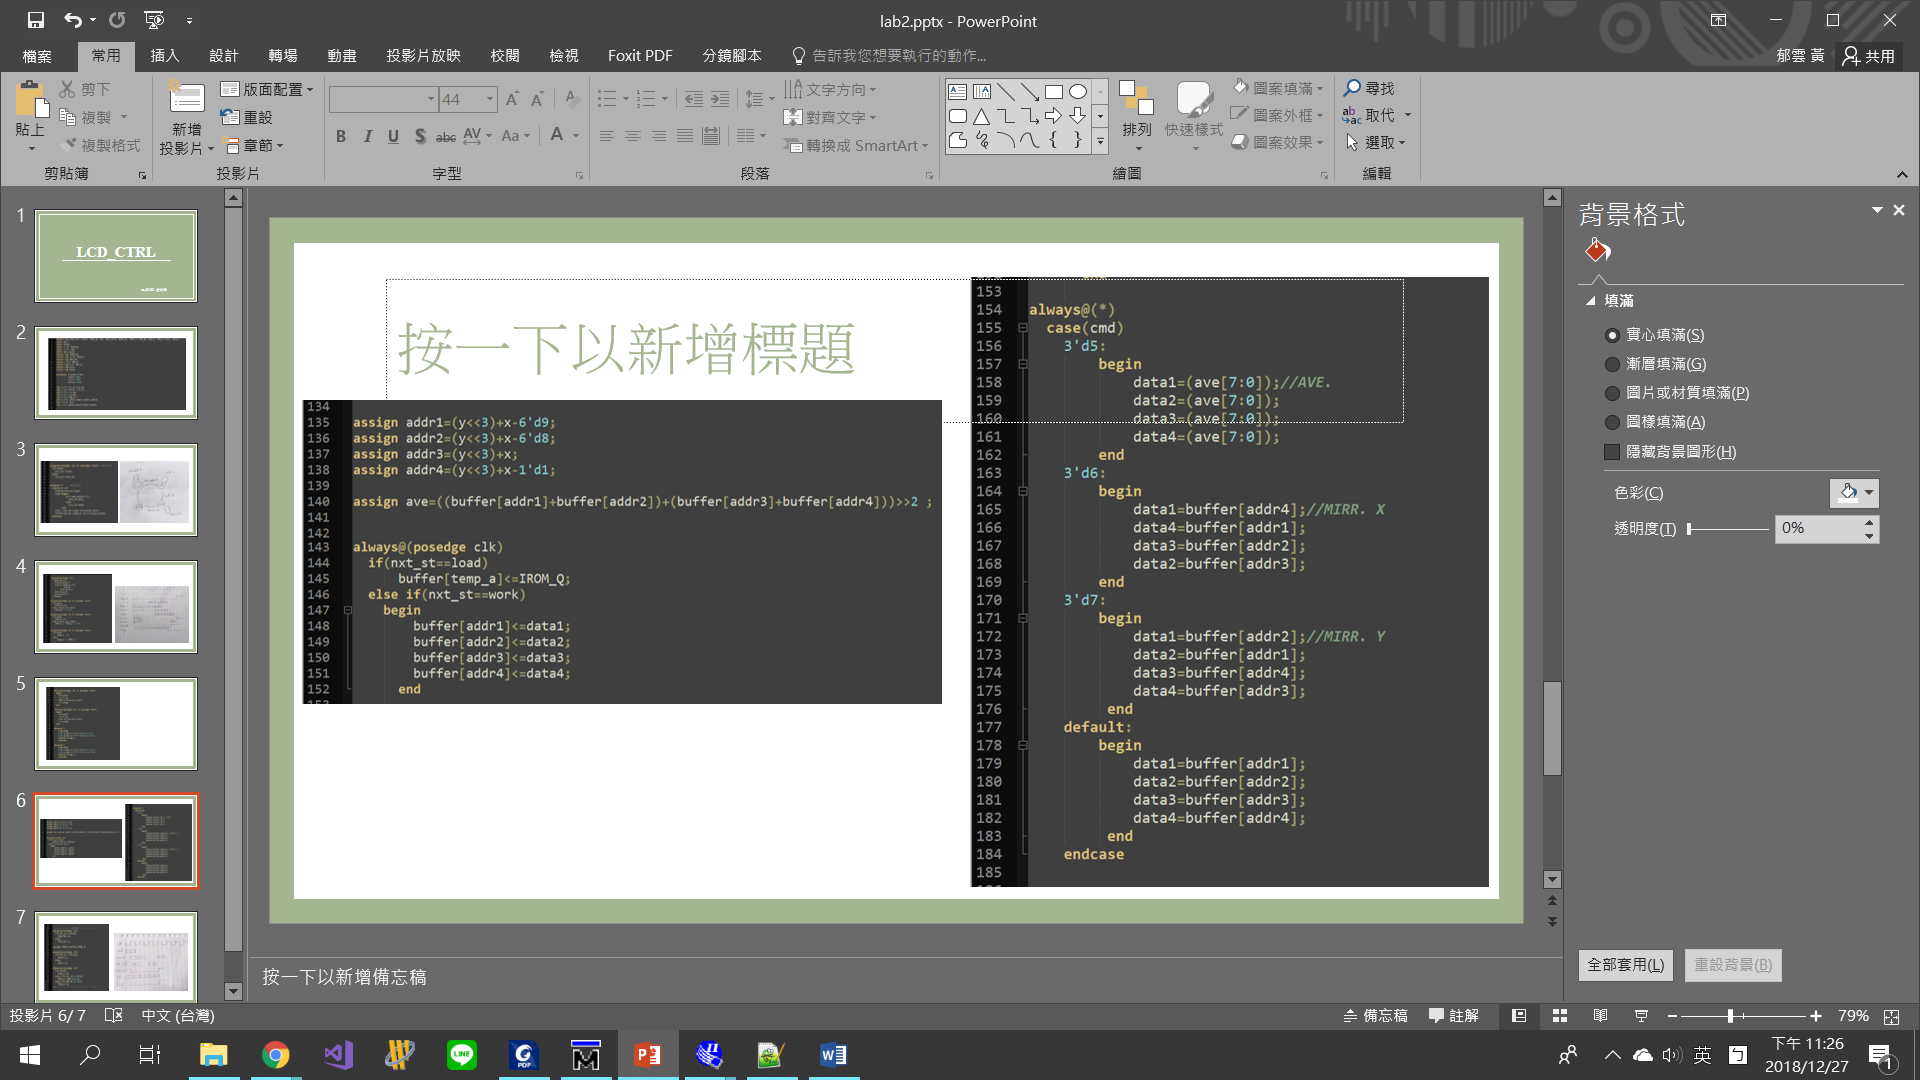 lab2.pptx - PowerPoint
檔案 常用 插入 設計 轉場 動畫 投影片放映 校閱 檢視 Foxit PDF 分鏡腳本 告訴我您想要執行的動作... 郁雲 黃 共用
貼上 剪下 複製 複製格式 剪貼簿
新增投影片 版面配置 重設 章節 投影片
44
B I U S abc AV Aa A 字型
文字方向 對齊文字 轉換成 SmartArt 段落
排列 快速樣式 圖案填滿 圖案外框 圖案效果 繪圖
尋找 取代 選取 編輯
1
LCD_CTRL
2
3
4
5
6
7
按一下以新增標題
134
135 assign addr1=(y<<3)+x-6'd9;
136 assign addr2=(y<<3)+x-6'd8;
137 assign addr3=(y<<3)+x;
138 assign addr4=(y<<3)+x-1'd1;
139
140 assign ave=((buffer[addr1]+buffer[addr2])+(buffer[addr3]+buffer[addr4]))>>2 ;
141
142
143 always@(posedge clk)
144 if(nxt_st==load)
145 buffer[temp_a]<=IROM_Q;
146 else if(nxt_st==work)
147 begin
148 buffer[addr1]<=data1;
149 buffer[addr2]<=data2;
150 buffer[addr3]<=data3;
151 buffer[addr4]<=data4;
152 end
153
154 always@(*)
155 case(cmd)
156 3'd5:
157 begin
158 data1=(ave[7:0]);//AVE.
159 data2=(ave[7:0]);
160 data3=(ave[7:0]);
161 data4=(ave[7:0]);
162 end
163 3'd6:
164 begin
165 data1=buffer[addr4];//MIRR. X
166 data4=buffer[addr1];
167 data3=buffer[addr2];
168 data2=buffer[addr3];
169 end
170 3'd7:
171 begin
172 data1=buffer[addr2];//MIRR. Y
173 data2=buffer[addr1];
174 data3=buffer[addr4];
175 data4=buffer[addr3];
176 end
177 default:
178 begin
179 data1=buffer[addr1];
180 data2=buffer[addr2];
181 data3=buffer[addr3];
182 data4=buffer[addr4];
183 end
184 endcase
185
按一下以新增備忘稿
背景格式
填滿
實心填滿(S)
漸層填滿(G)
圖片或材質填滿(P)
圖樣填滿(A)
隱藏背景圖形(H)
色彩(C)
透明度(T) 0%
全部套用(L) 重設背景(B)
投影片 6/ 7 中文 (台灣) 備忘稿 註解 79%
英 下午 11:26
2018/12/27
1